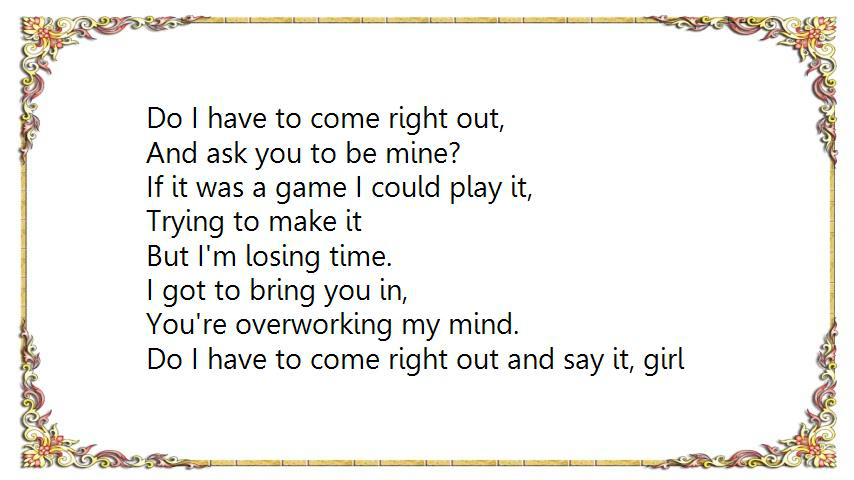 Do I have to come right out,
And ask you to be mine?
If it was a game I could play it,
Trying to make it
But I'm losing time.
I got to bring you in,
You're overworking my mind.
Do I have to come right out and say it, girl